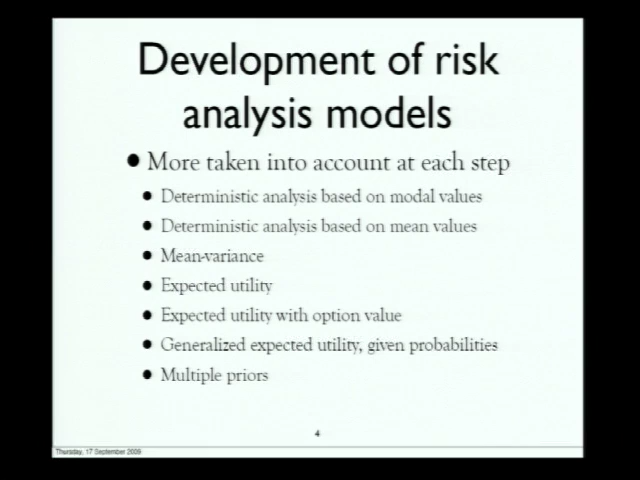 Development of risk
analysis models
• More taken into account at each step
• Deterministic analysis based on modal values
• Deterministic analysis based on mean values
• Mean-variance
• Expected utility
• Expected utility with option value
• Generalized expected utility, given probabilities
• Multiple priors
4
Thursday, 17 September 2009